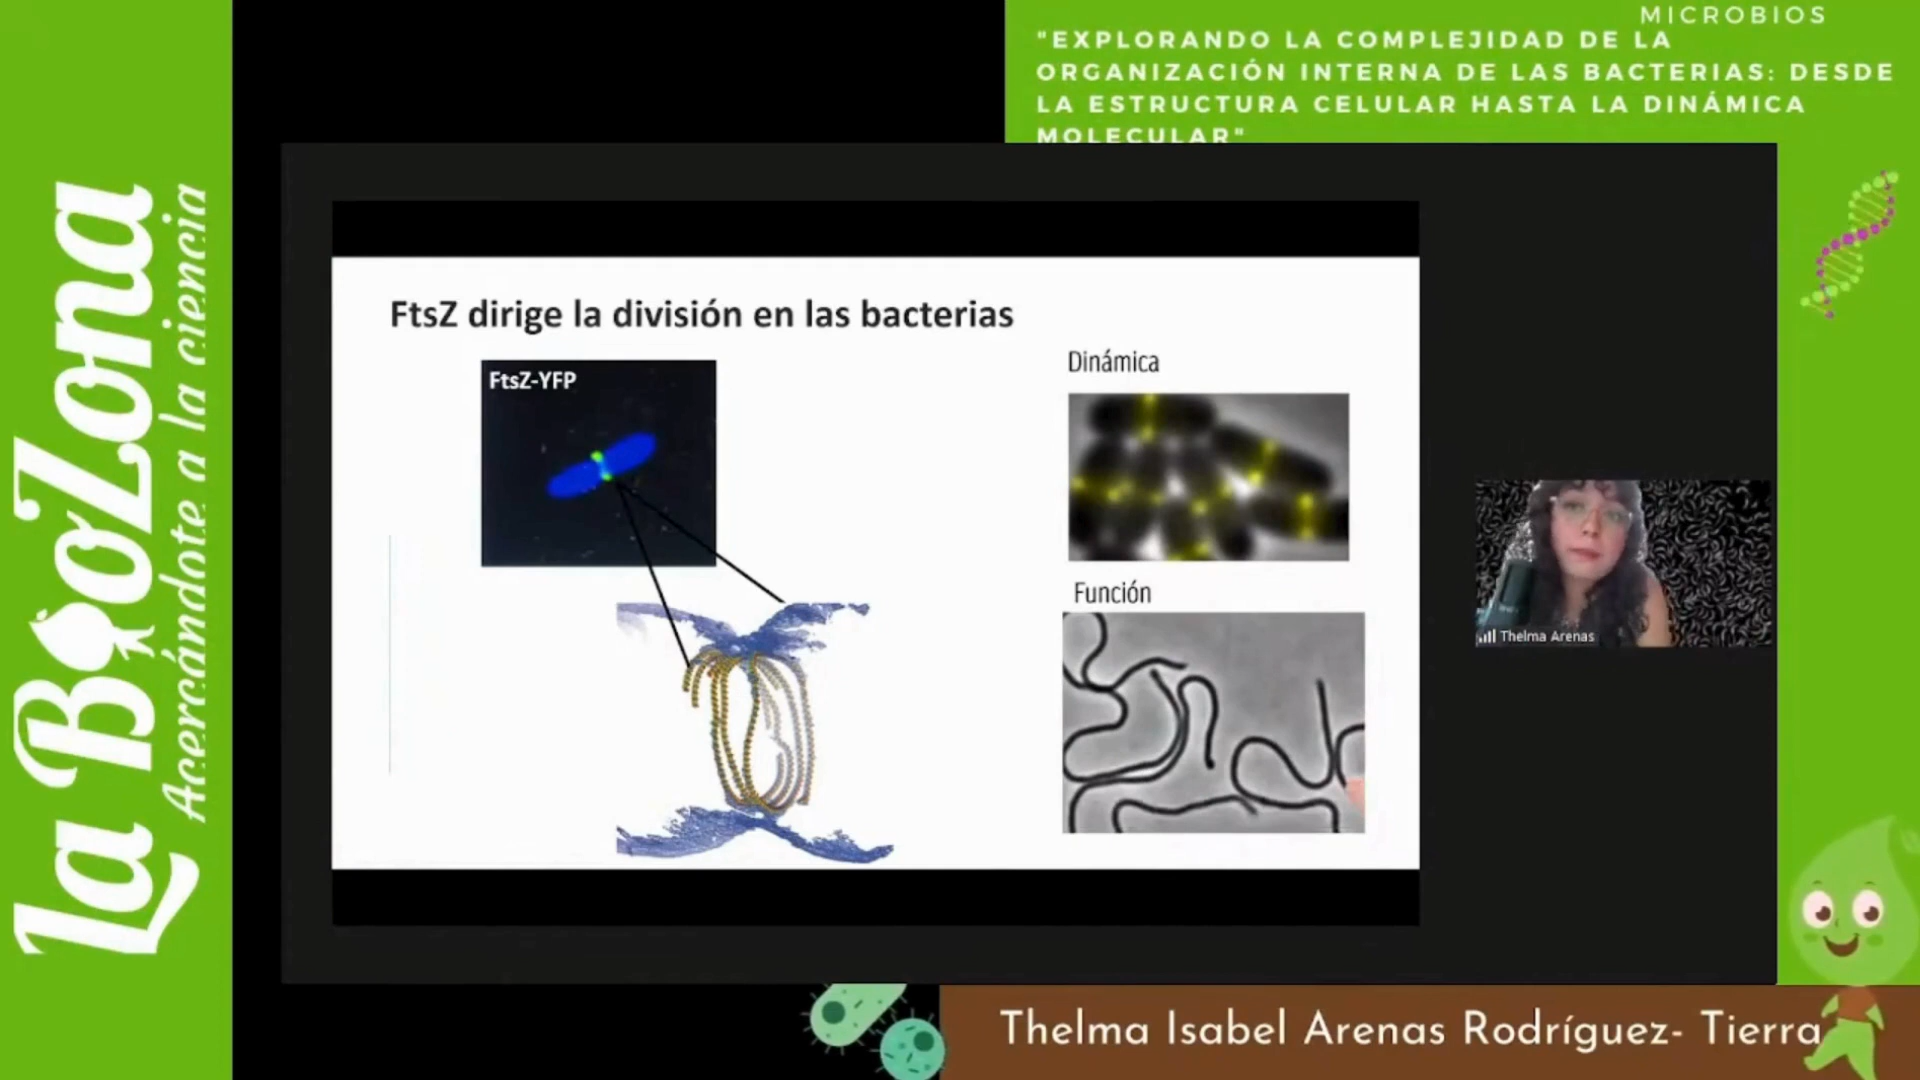 MICROBIOS
"EXPLORANDO LA COMPLEJIDAD DE LA
ORGANIZACIÓN INTERNA DE LAS BACTERIAS: DESDE
LA ESTRUCTURA CELULAR HASTA LA DINÁMICA
MOLECULAR"
La BioZona
Acercándote a la ciencia
FtsZ dirige la división en las bacterias
FtsZ-YFP
Dinámica
Función
Thelma Arenas
Thelma Isabel Arenas Rodríguez- Tierra